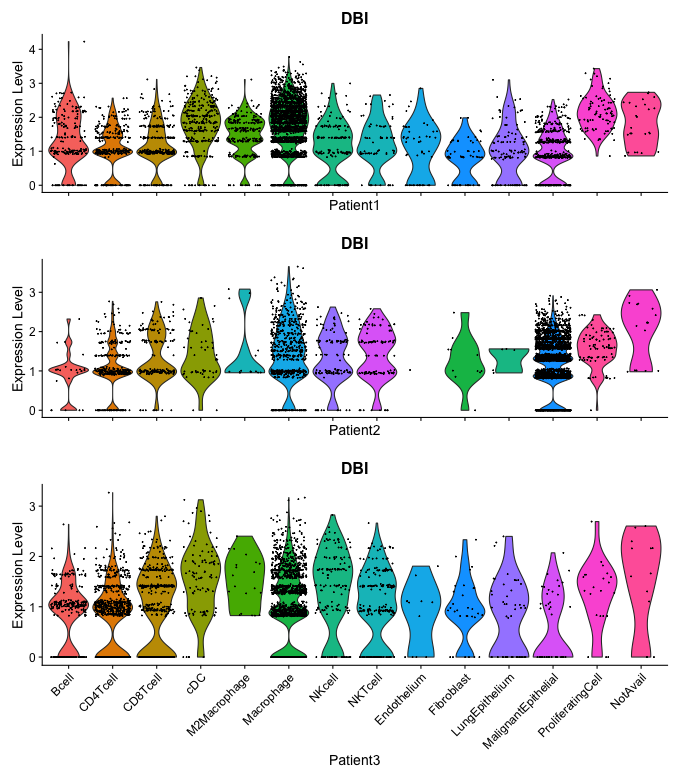 DBI
Expression Level
4
3
2
1
0
Patient1
DBI
Expression Level
3
2
1
0
Patient2
DBI
Expression Level
3
2
1
0
Bcell
CD4Tcell
CD8Tcell
cDC
M2Macrophage
Macrophage
NKcell
NKTcell
Endothelium
Fibroblast
LungEpithelium
MalignantEpithelial
ProliferatingCell
NotAvail
Patient3